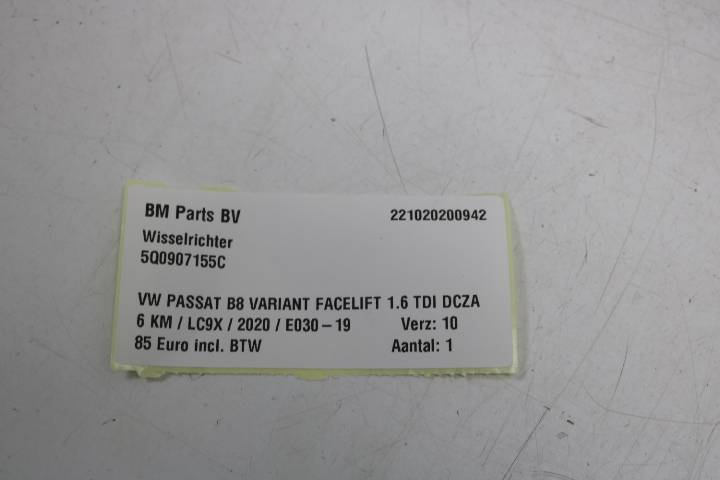 BM Parts BV 221020200942
Wisselrichter
5Q0907155C
VW PASSAT B8 VARIANT FACELIFT 1.6 TDI DCZA
6 KM / LC9X / 2020 / E030-19 Verz: 10
85 Euro incl. BTW Aantal: 1